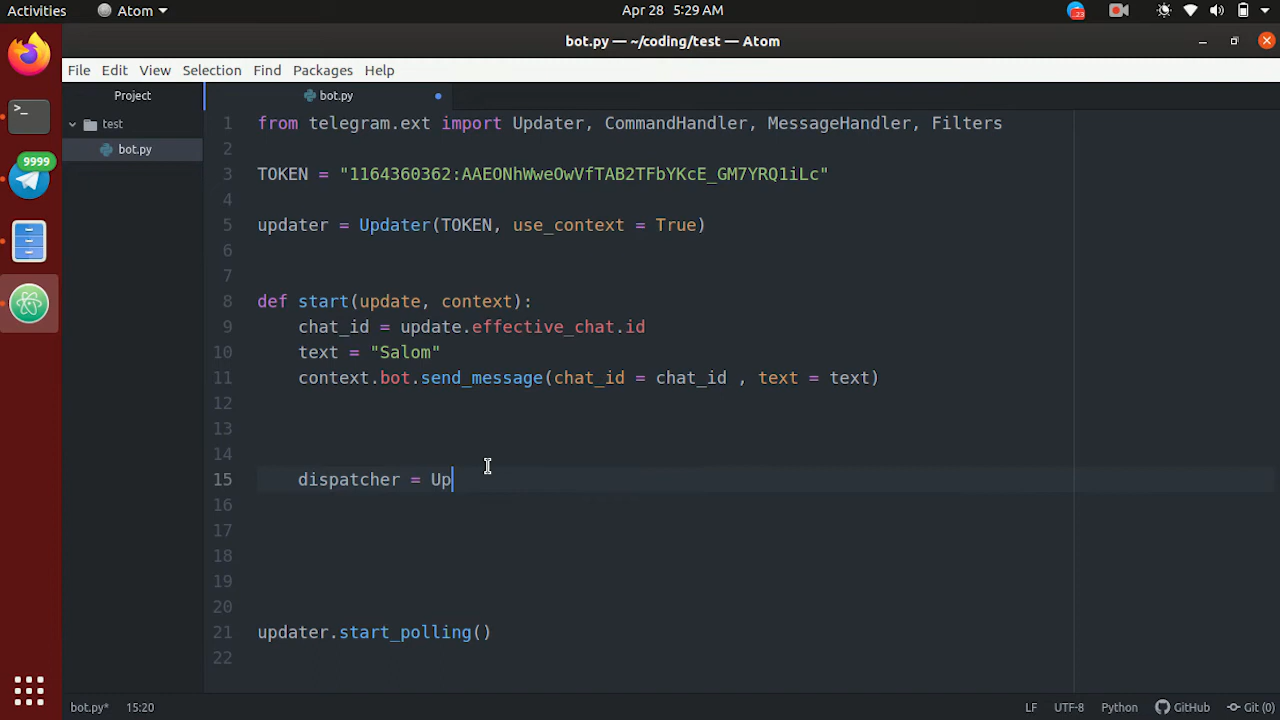 Activities Atom Apr 28 5:29 AM 23
bot.py — ~/coding/test — Atom
File Edit View Selection Find Packages Help
Project bot.py
test
bot.py
9999
1 from telegram.ext import Updater, CommandHandler, MessageHandler, Filters
2
3 TOKEN = "1164360362:AAEONhWweOwVfTAB2TFbYKcE_GM7YRQ1iLc"
4
5 updater = Updater(TOKEN, use_context = True)
6
7
8 def start(update, context):
9 chat_id = update.effective_chat.id
10 text = "Salom"
11 context.bot.send_message(chat_id = chat_id , text = text)
12
13
14
15 dispatcher = Up
16
17
18
19
20
21 updater.start_polling()
22
bot.py* 15:20 LF UTF-8 Python GitHub Git (0)